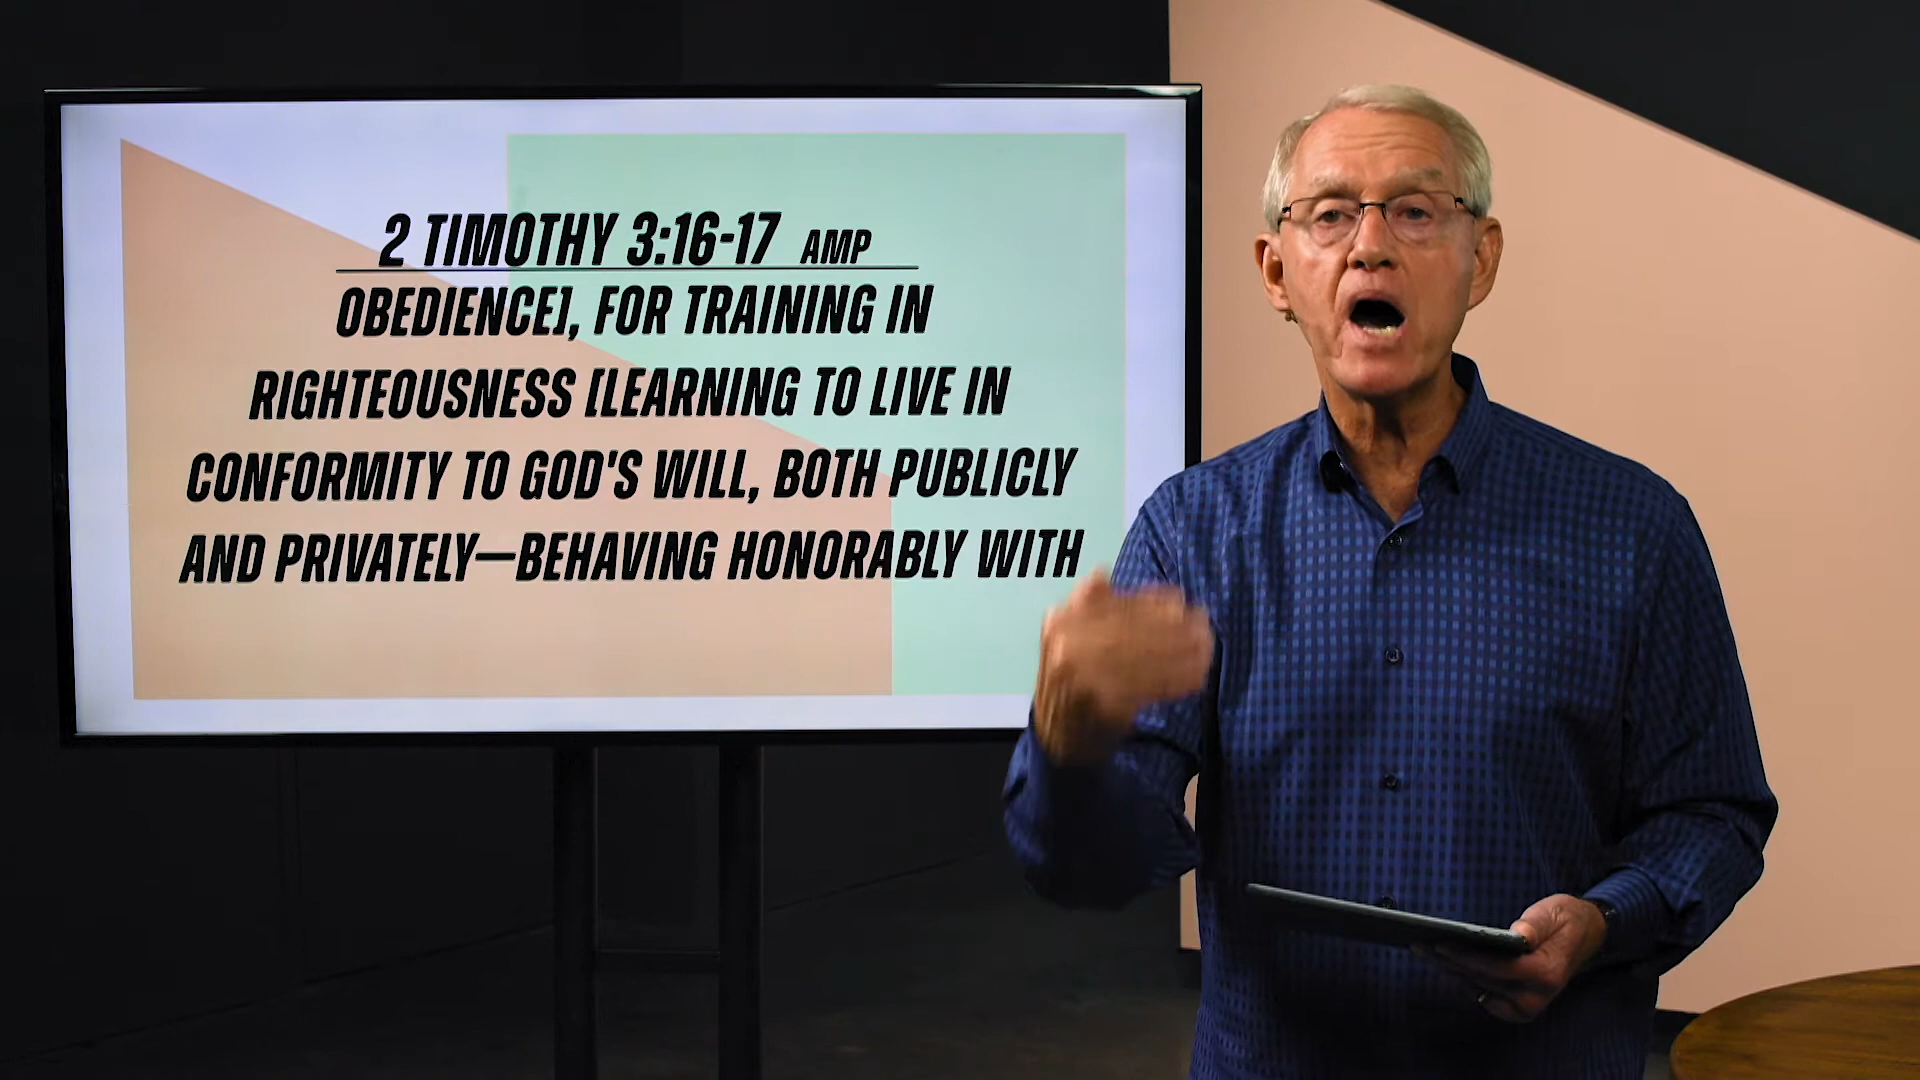 2 TIMOTHY 3:16-17 AMP
OBEDIENCE], FOR TRAINING IN
RIGHTEOUSNESS [LEARNING TO LIVE IN
CONFORMITY TO GOD'S WILL, BOTH PUBLICLY
AND PRIVATELY—BEHAVING HONORABLY WITH